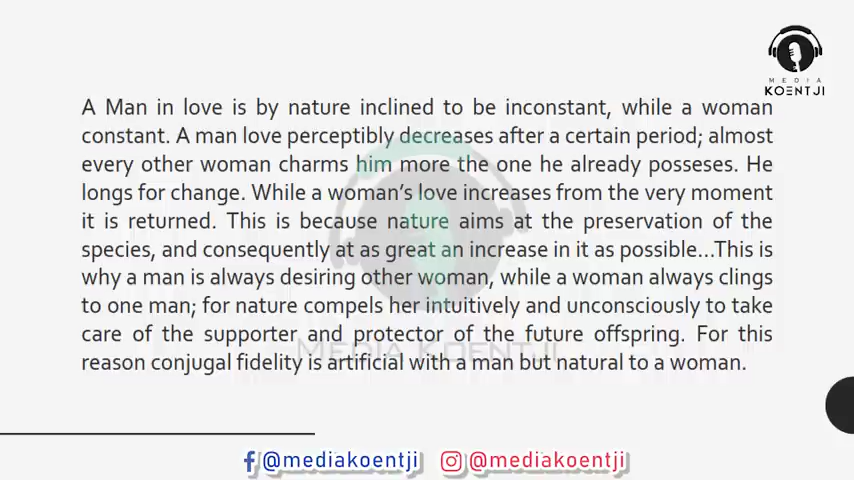 MEDIA
KOENTJI
A Man in love is by nature inclined to be inconstant, while a woman
constant. A man love perceptibly decreases after a certain period; almost
every other woman charms him more the one he already posseses. He
longs for change. While a woman's love increases from the very moment
it is returned. This is because nature aims at the preservation of the
species, and consequently at as great an increase in it as possible...This is
why a man is always desiring other woman, while a woman always clings
to one man; for nature compels her intuitively and unconsciously to take
care of the supporter and protector of the future offspring. For this
MEDIA KOENTJI
reason conjugal fidelity is artificial with a man but natural to a woman.
@mediakoentji @mediakoentji